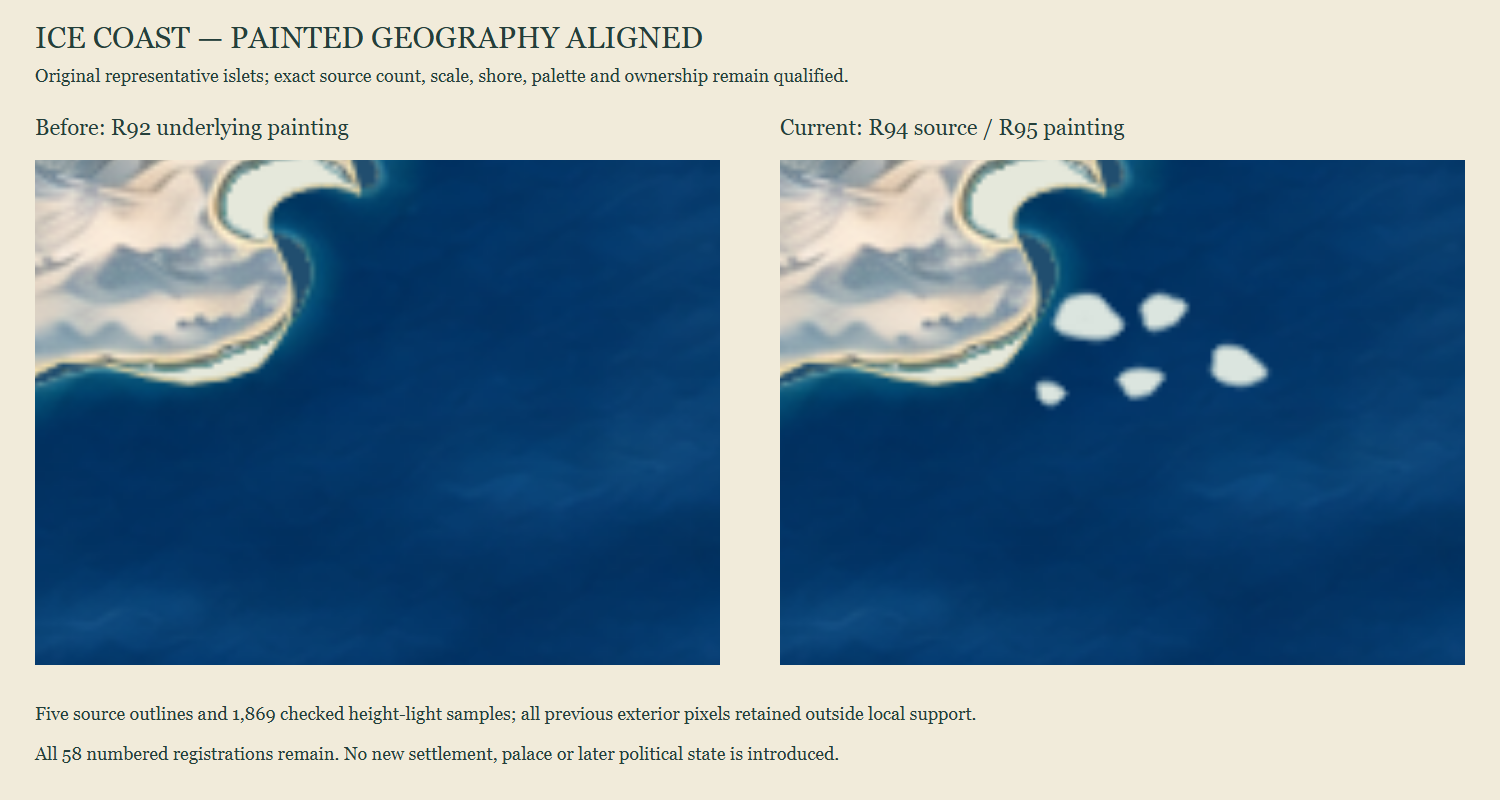 ICE COAST — PAINTED GEOGRAPHY ALIGNED
Original representative islets; exact source count, scale, shore, palette and ownership remain qualified.
Before: R92 underlying painting
Current: R94 source / R95 painting
Five source outlines and 1,869 checked height-light samples; all previous exterior pixels retained outside local support.
All 58 numbered registrations remain. No new settlement, palace or later political state is introduced.